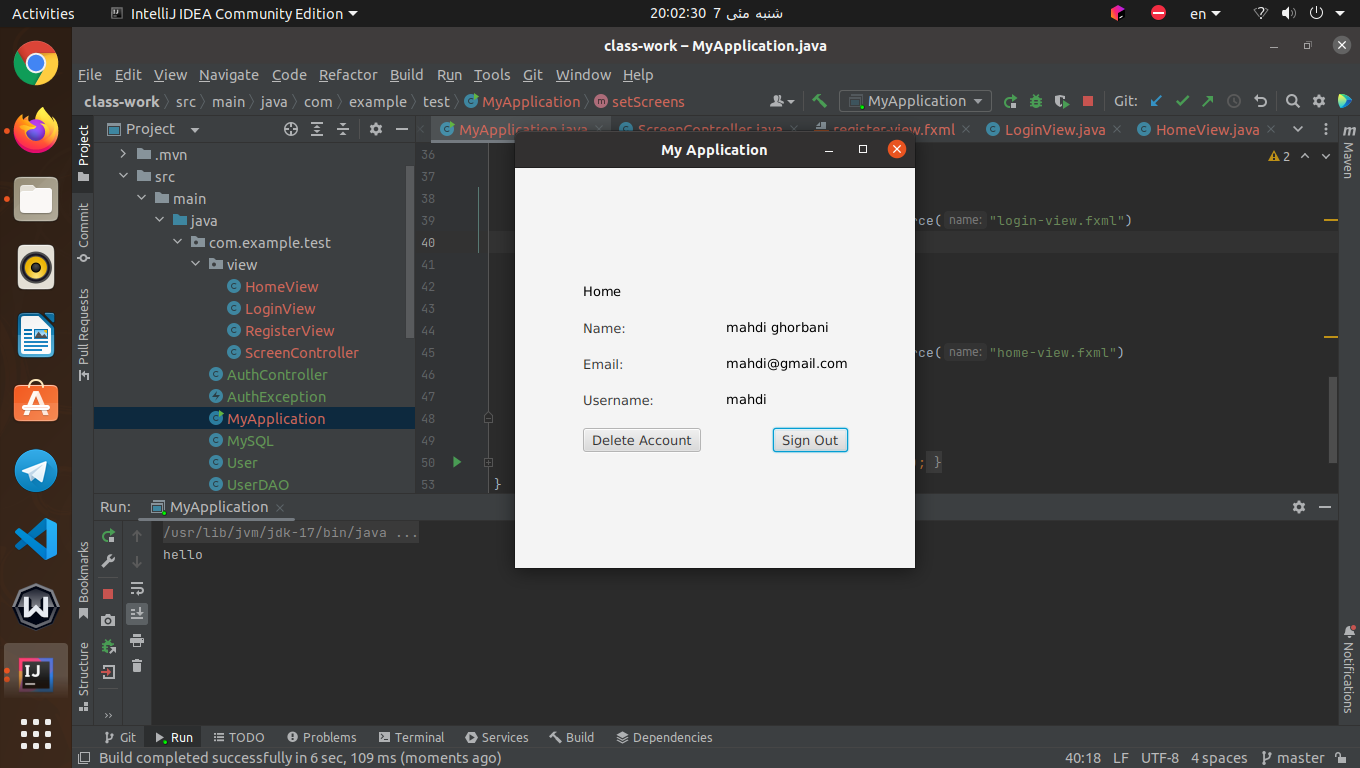 Activities IntelliJ IDEA Community Edition 20:02:30 7 شنبه مئی en
class-work – MyApplication.java
File Edit View Navigate Code Refactor Build Run Tools Git Window Help
class-work src main java com example test MyApplication setScreens MyApplication Git:
Project MyApplication.java ScreenController.java register-view.fxml LoginView.java HomeView.java
Project
Commit
Pull Requests
Bookmarks
Structure
.mvn
src
main
java
com.example.test
view
HomeView
LoginView
RegisterView
ScreenController
AuthController
AuthException
MyApplication
MySQL
User
UserDAO
36
37
38
39 rce( name: "login-view.fxml")
40
41
42
43
44
45 rce( name: "home-view.fxml")
46
47
48
49
50 ; }
53 }
2
Maven
Notifications
My Application
Home
Name: mahdi ghorbani
Email: mahdi@gmail.com
Username: mahdi
Delete Account Sign Out
Run: MyApplication
/usr/lib/jvm/jdk-17/bin/java ...
hello
Git Run TODO Problems Terminal Services Build Dependencies
Build completed successfully in 6 sec, 109 ms (moments ago) 40:18 LF UTF-8 4 spaces master